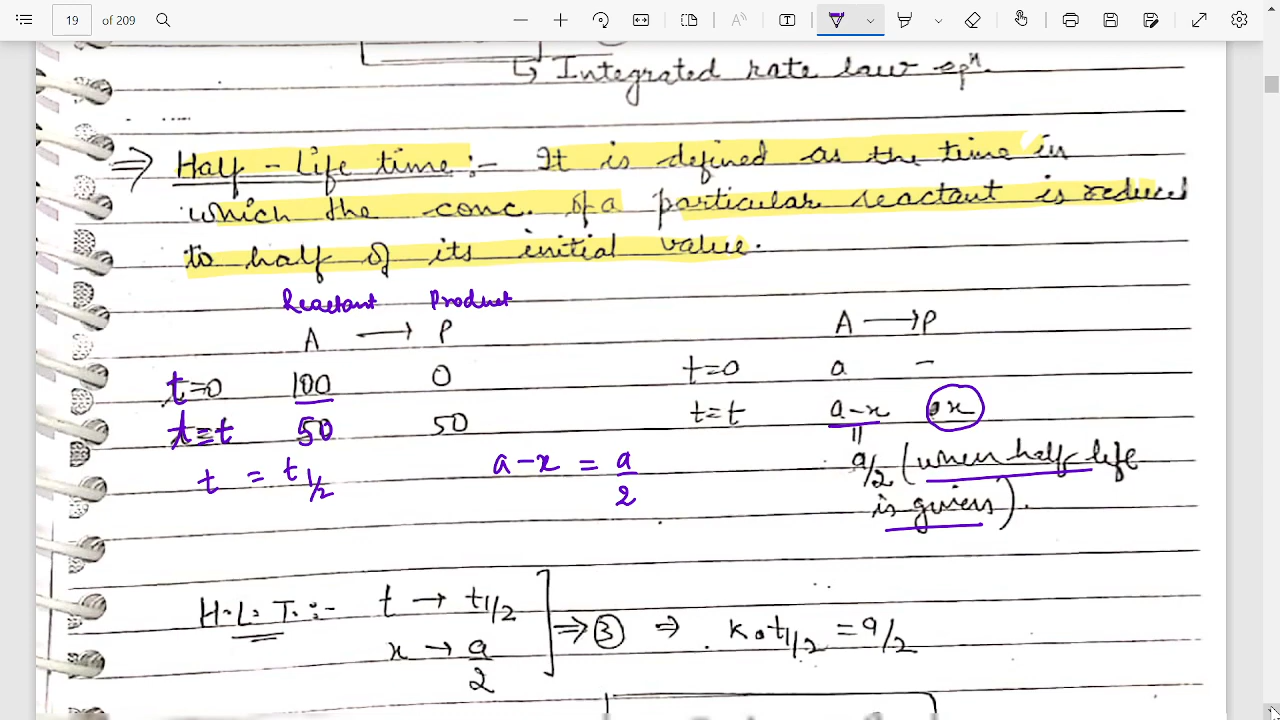 19 of 209
↳ Integrated rate law eqⁿ.
⇒ Half - Life time :- It is defined as the time in
which the conc. of a particular reactant is reduced
to half of its initial value.
Reactant Product
A ⟶ P
t=0 100 0
t=t 50 50
t = t1/2
a-x = a/2
A ⟶ P
t=0 a -
t=t a-x x
||
a/2 (when half life
is given).
H.L.T. :- t → t1/2
x → a/2
⇒ ③ ⇒ k₀t1/2 = a/2